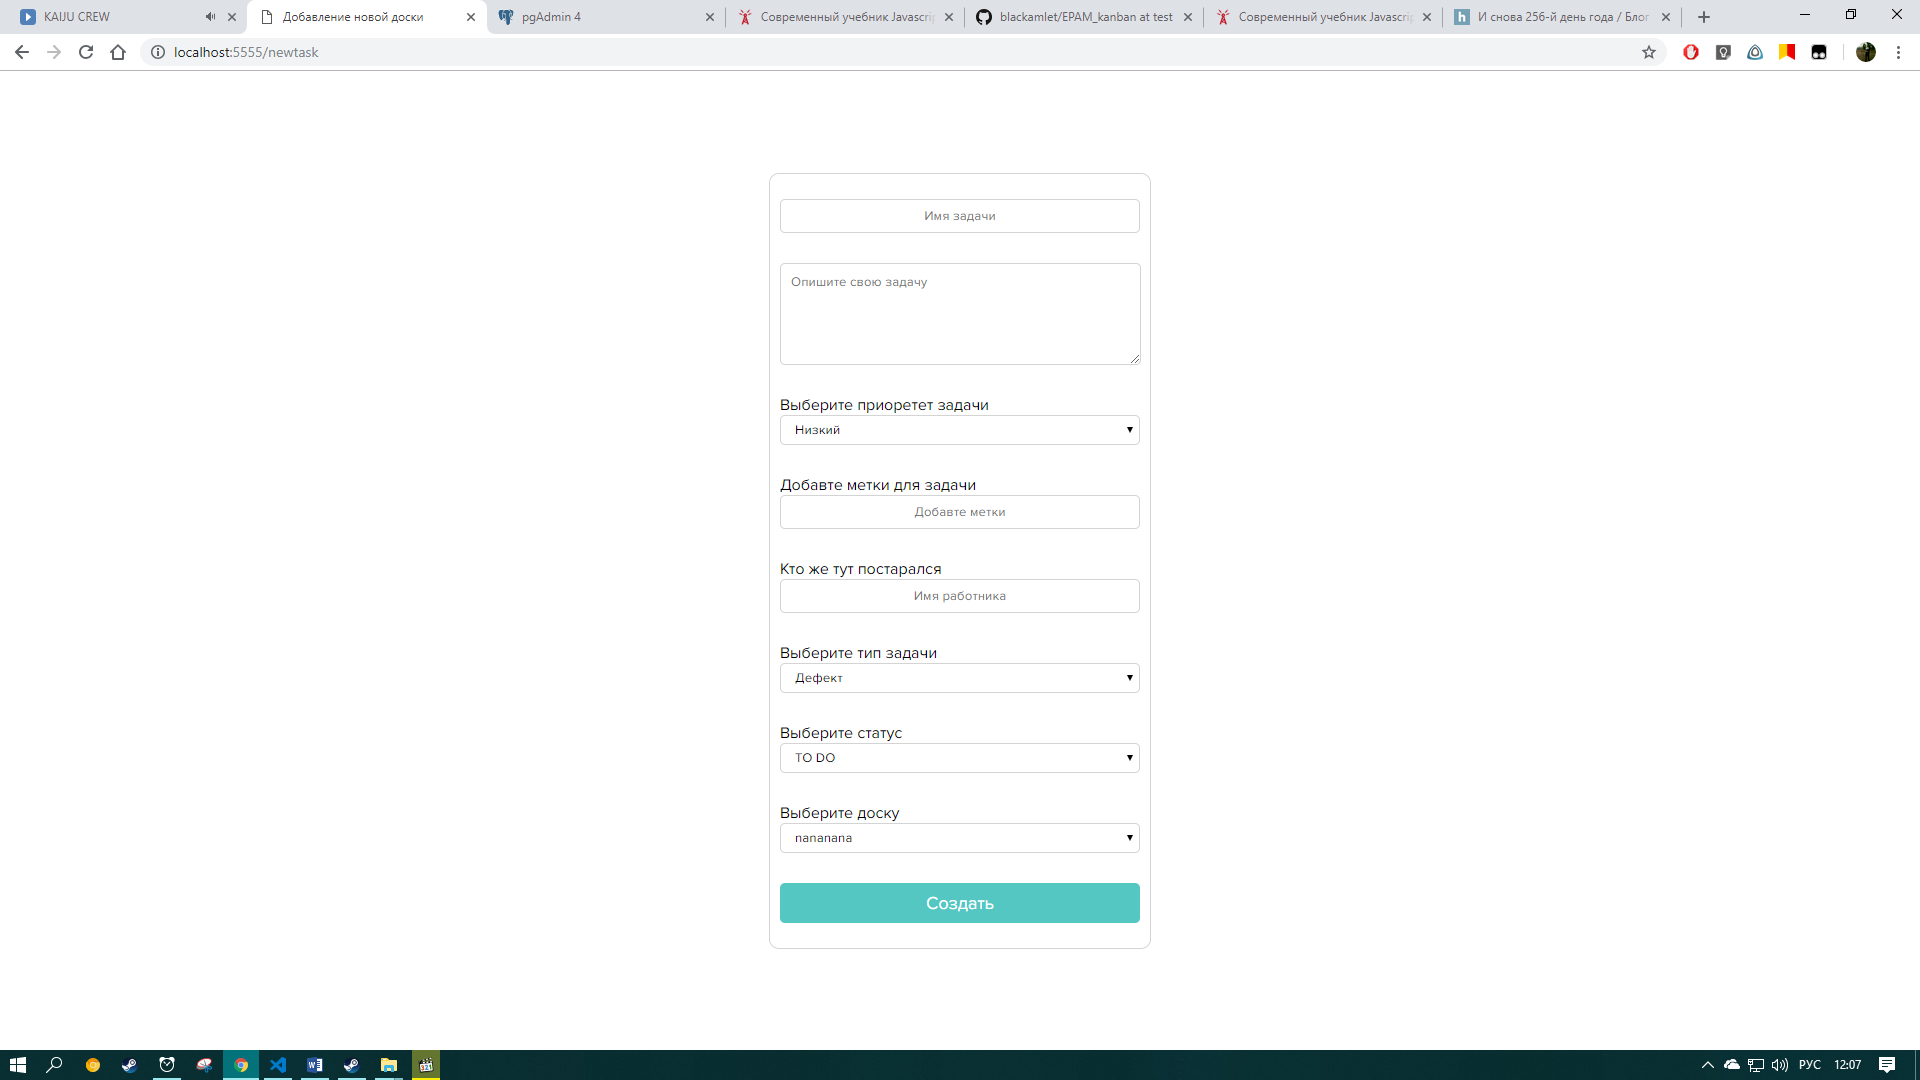 KAIJU CREW
Добавление новой доски
pgAdmin 4
Современный учебник Javascrip
blackamlet/EPAM_kanban at test
Современный учебник Javascrip
И снова 256-й день года / Блог
localhost:5555/newtask
Имя задачи
Опишите свою задачу
Выберите приоретет задачи
Низкий
Добавте метки для задачи
Добавте метки
Кто же тут постарался
Имя работника
Выберите тип задачи
Дефект
Выберите статус
TO DO
Выберите доску
nananana
Создать
РУС
12:07